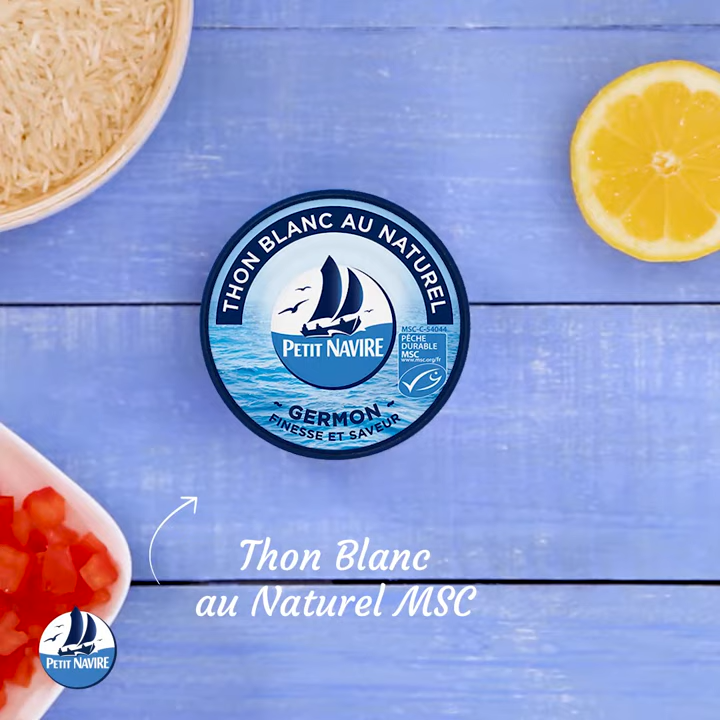 THON BLANC AU NATUREL
PETIT NAVIRE
MSC-C-54044
PÊCHE
DURABLE
MSC
www.msc.org/fr
~ GERMON ~
FINESSE ET SAVEUR
Thon Blanc
au Naturel MSC
PETIT NAVIRE